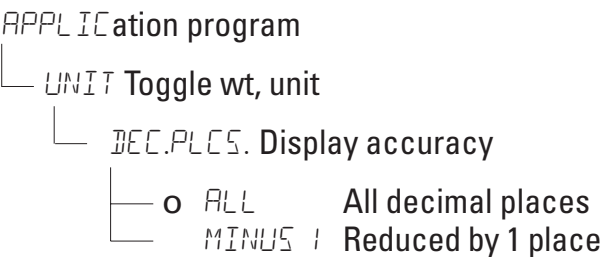 APPLICation program
UNIT Toggle wt, unit
DEC.PLCS. Display accuracy
o ALL All decimal places
MINUS 1 Reduced by 1 place